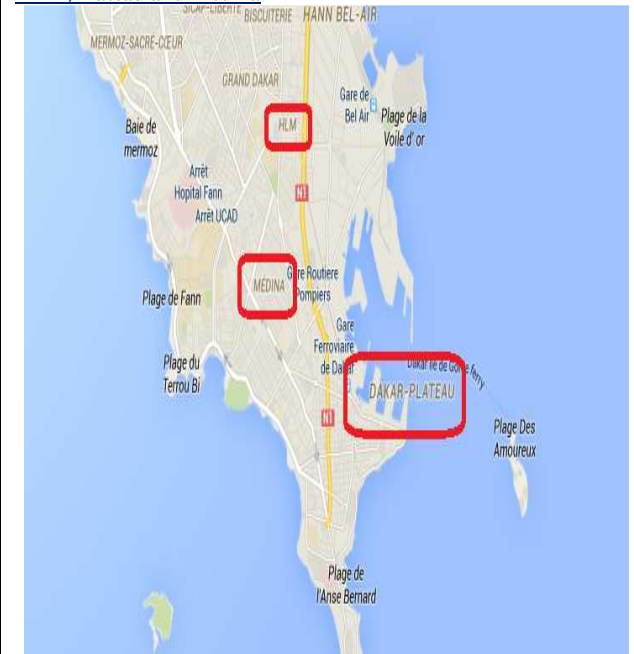 SICAP-LIBERTÉ
BISCUITERIE
HANN BEL-AIR
MERMOZ-SACRÉ-CŒUR
GRAND DAKAR
Gare de
Bel Air
Plage de la
Voile d' or
HLM
Baie de
mermoz
Arrêt
Hopital Fann
Arrêt UCAD
N1
MÉDINA
Gare Routiere
Pompiers
Plage de Fann
Gare
Ferroviaire
de Dakar
Plage du
Terrou Bi
Dakar Ile de Gorée ferry
DAKAR-PLATEAU
N1
Plage Des
Amoureux
Plage de
l'Anse Bernard